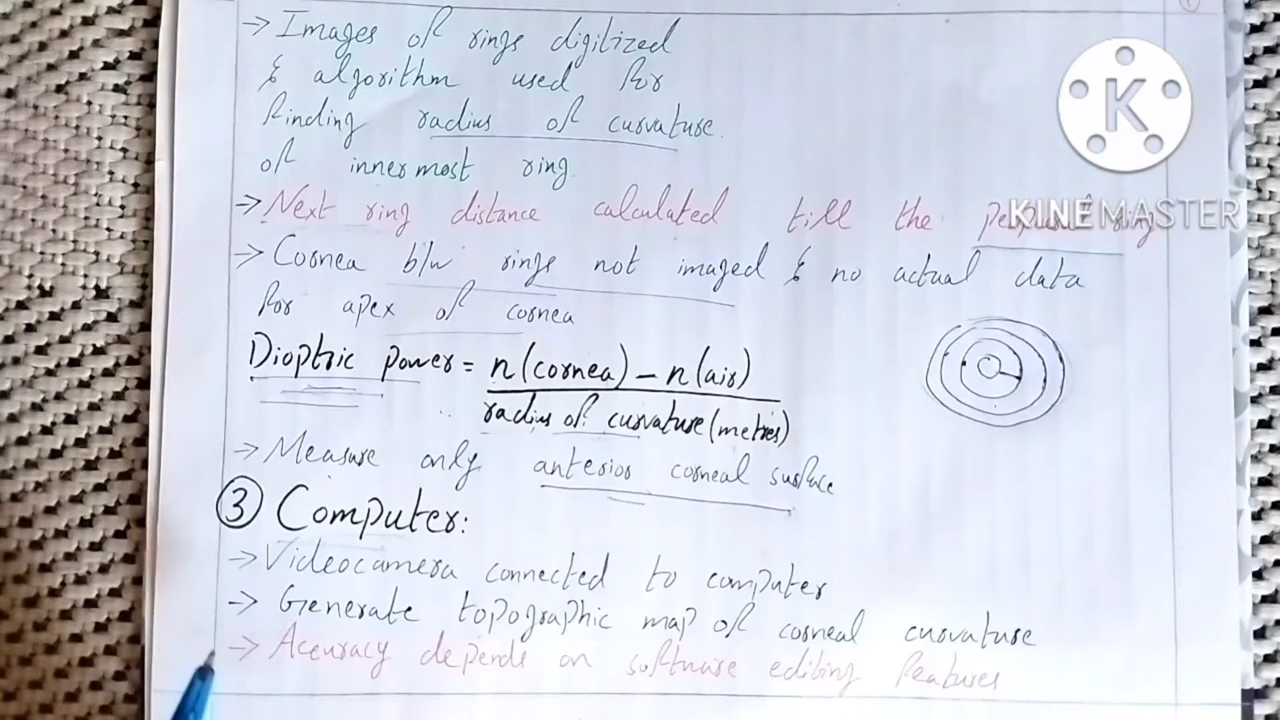 → Images of rings digitized
& algorithm used for
finding radius of curvature.
of innermost ring.
→ Next ring distance calculated till the ring
→ Cornea b/w rings not imaged & no actual data
for apex of cornea
Dioptric power = n(cornea) - n(air)
radius of curvature (metres)
→ Measure only anterior corneal surface
③ Computer:
→ Videocamera connected to computer
→ Generate topographic map of corneal curvature
→ Accuracy depends on software editing features
K
KINEMASTER